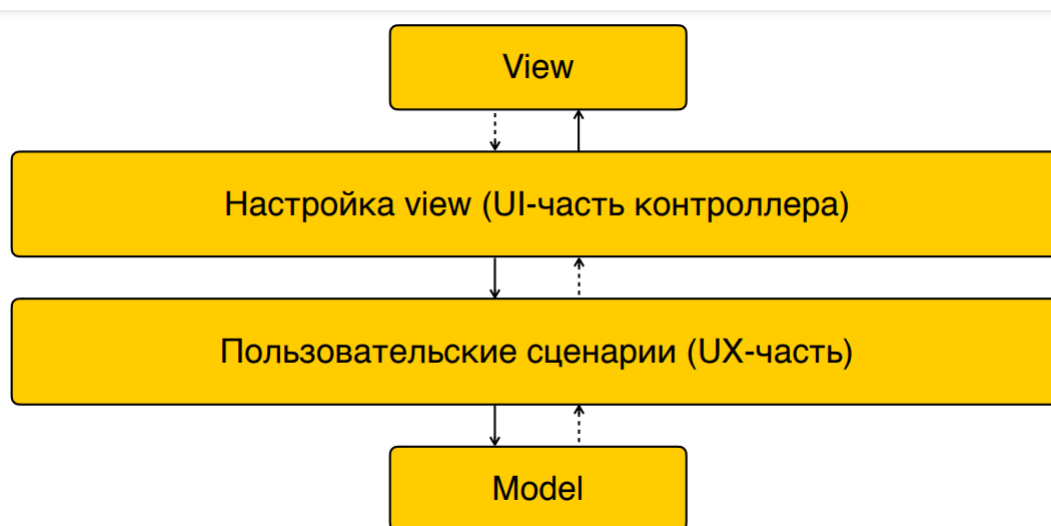 View
Настройка view (UI-часть контроллера)
Пользовательские сценарии (UX-часть)
Model